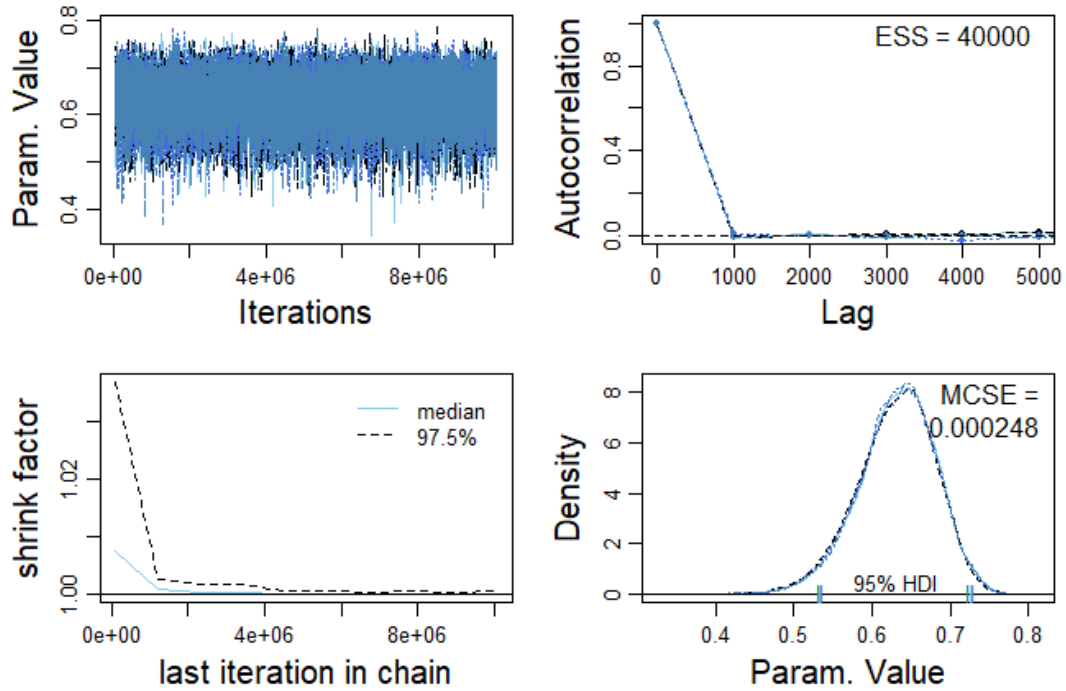 Param. Value
0.4 0.6 0.8
0e+00 4e+06 8e+06
Iterations
Autocorrelation
0.0 0.4 0.8
ESS = 40000
0 1000 2000 3000 4000 5000
Lag
shrink factor
1.00 1.02
median
97.5%
0e+00 4e+06 8e+06
last iteration in chain
Density
0 2 4 6 8
MCSE =
0.000248
95% HDI
0.4 0.5 0.6 0.7 0.8
Param. Value